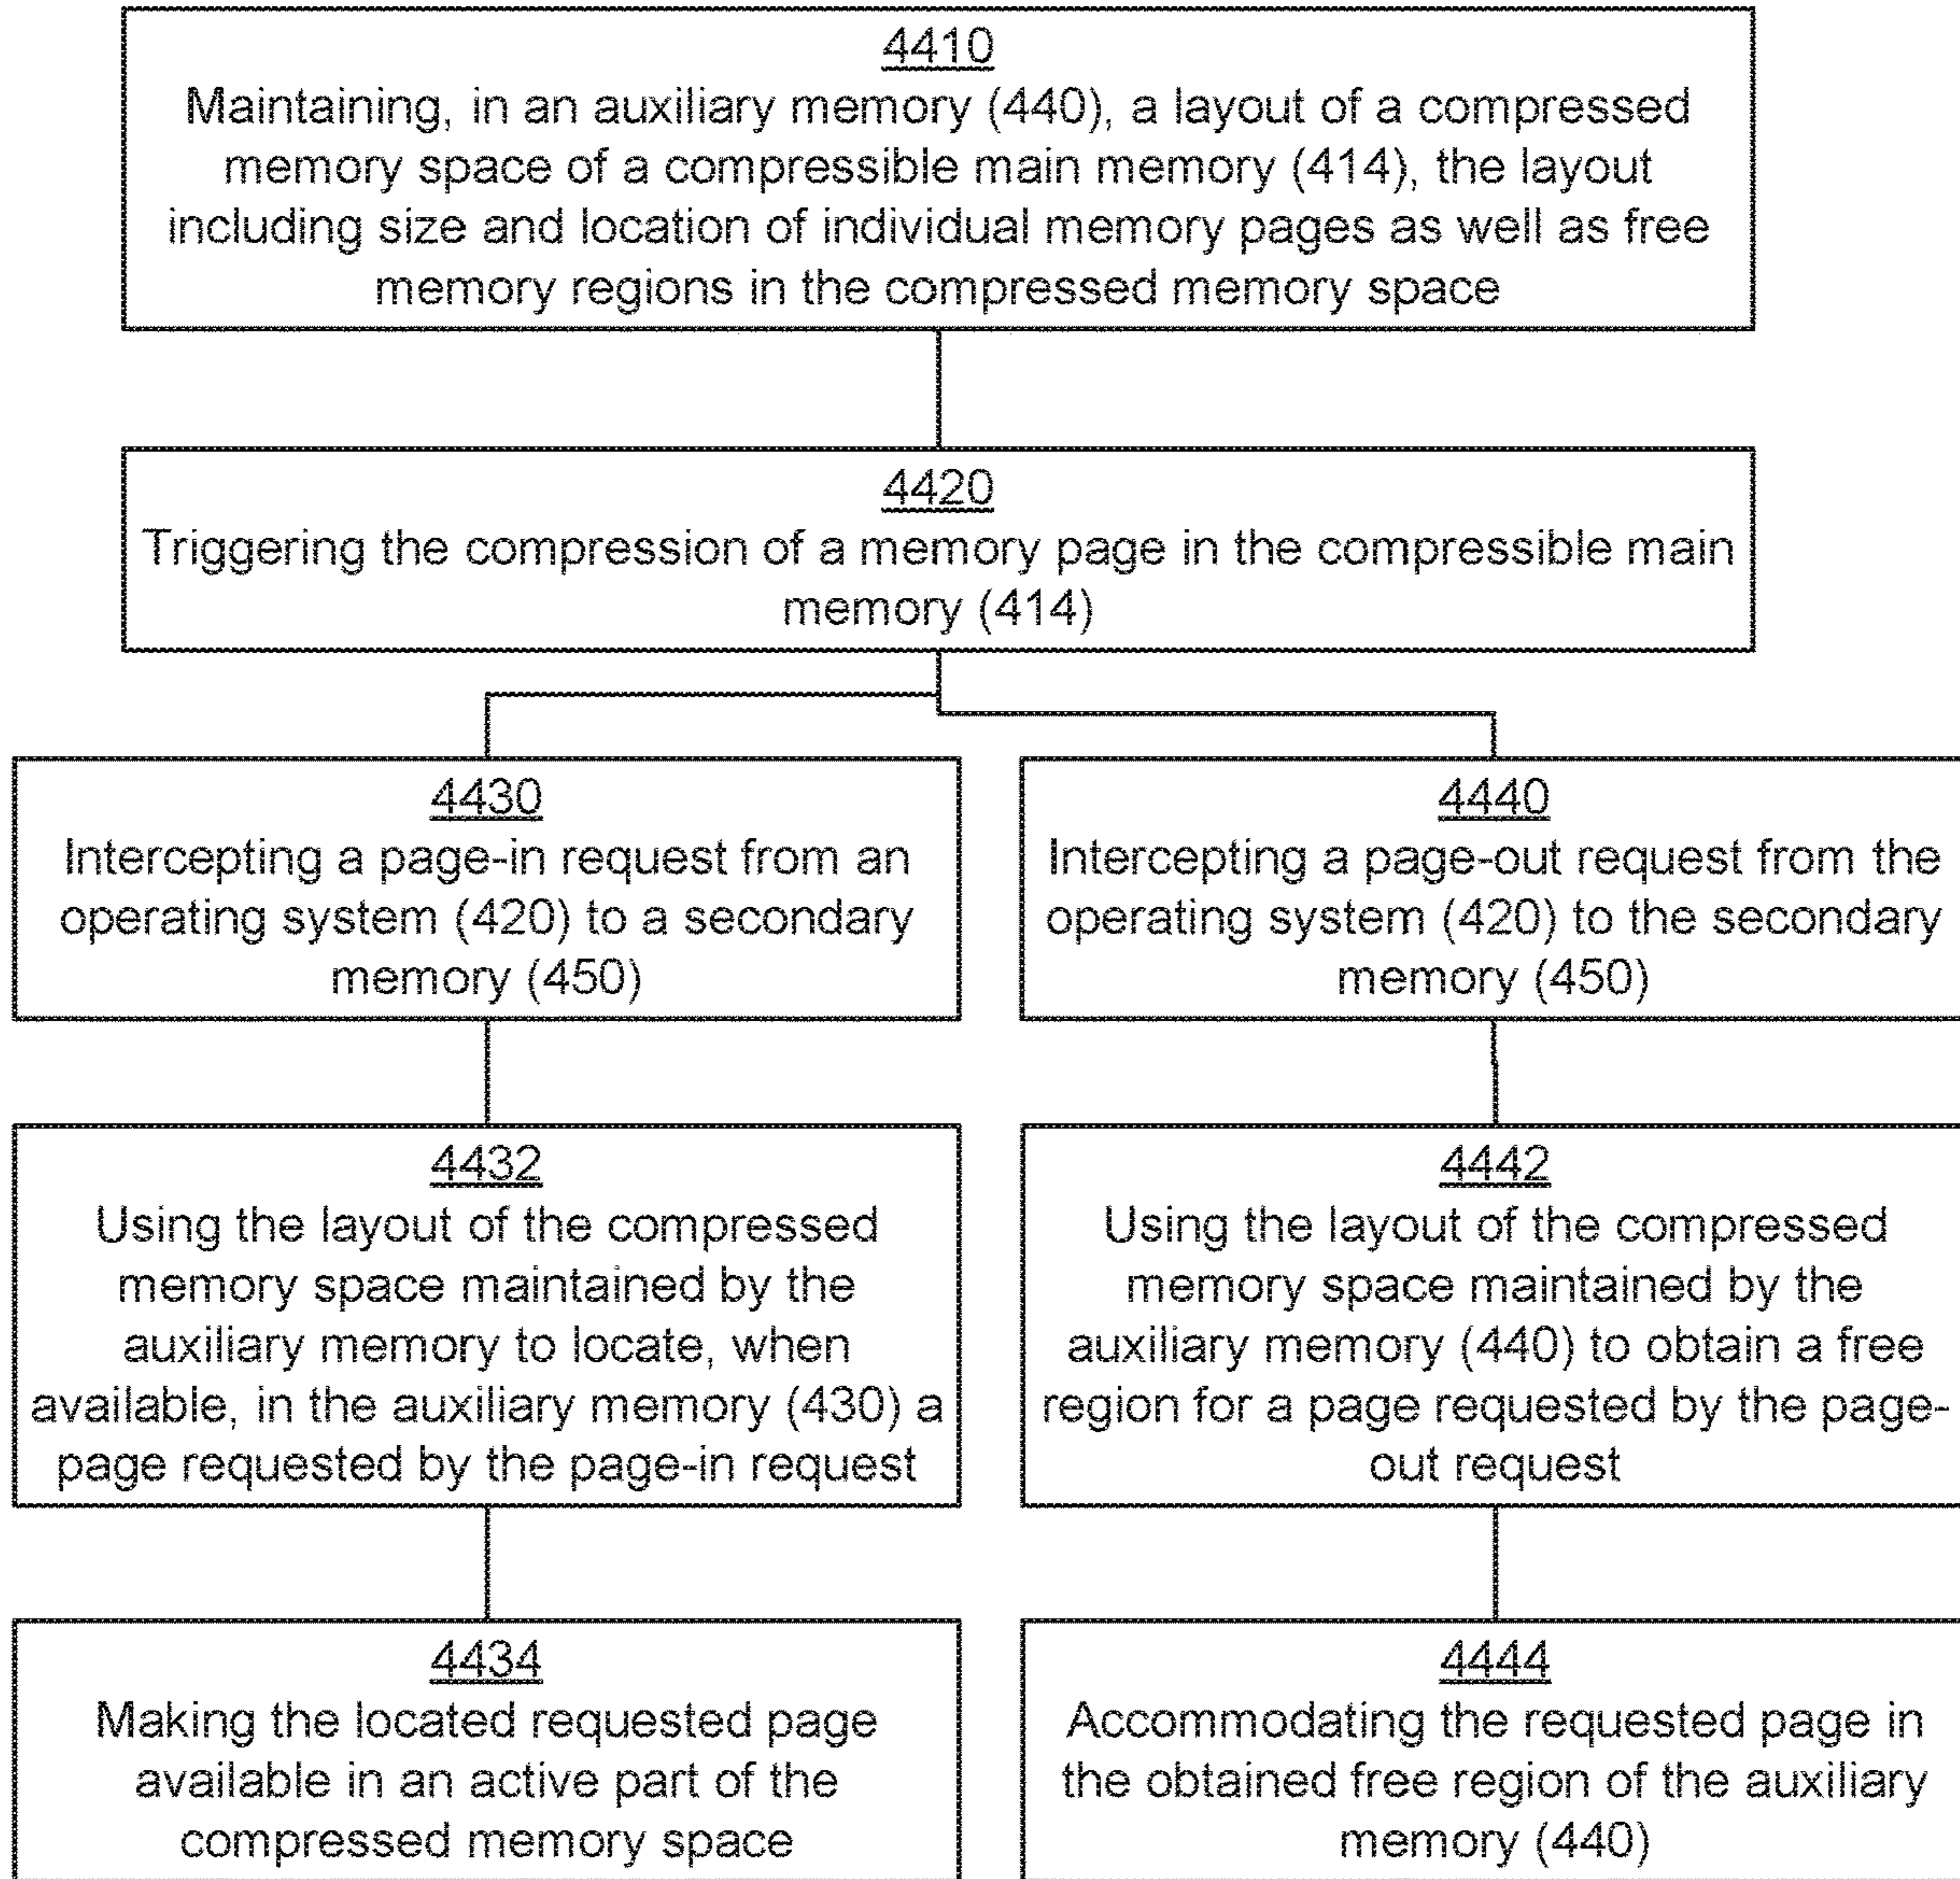 4410
Maintaining, in an auxiliary memory (440), a layout of a compressed
memory space of a compressible main memory (414), the layout
including size and location of individual memory pages as well as free
memory regions in the compressed memory space
4420
Triggering the compression of a memory page in the compressible main
memory (414)
4430
Intercepting a page-in request from an
operating system (420) to a secondary
memory (450)
4440
Intercepting a page-out request from the
operating system (420) to the secondary
memory (450)
4432
Using the layout of the compressed
memory space maintained by the
auxiliary memory to locate, when
available, in the auxiliary memory (430) a
page requested by the page-in request
4442
Using the layout of the compressed
memory space maintained by the
auxiliary memory (440) to obtain a free
region for a page requested by the page-
out request
4434
Making the located requested page
available in an active part of the
compressed memory space
4444
Accommodating the requested page in
the obtained free region of the auxiliary
memory (440)